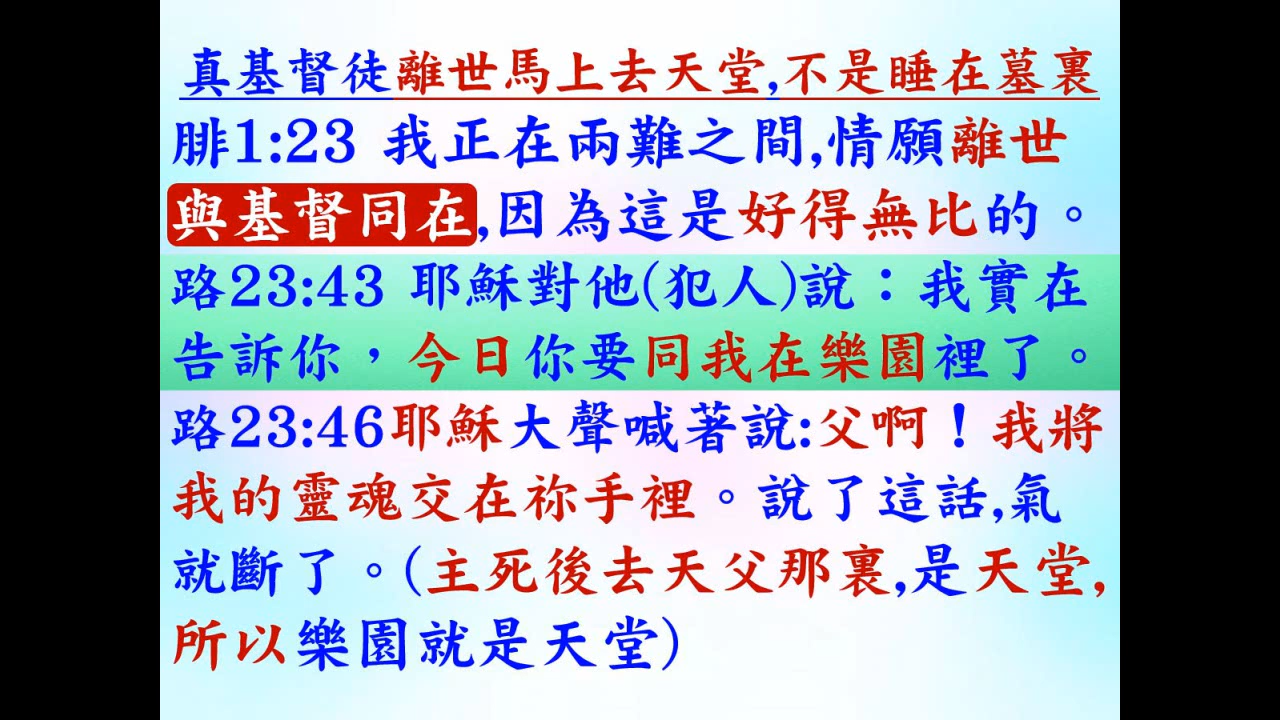 真基督徒離世馬上去天堂,不是睡在墓裏
腓1:23 我正在兩難之間,情願離世
與基督同在,因為這是好得無比的。
路23:43 耶穌對他(犯人)說：我實在
告訴你，今日你要同我在樂園裡了。
路23:46耶穌大聲喊著說:父啊！我將
我的靈魂交在祢手裡。說了這話,氣
就斷了。(主死後去天父那裏,是天堂,
所以樂園就是天堂)